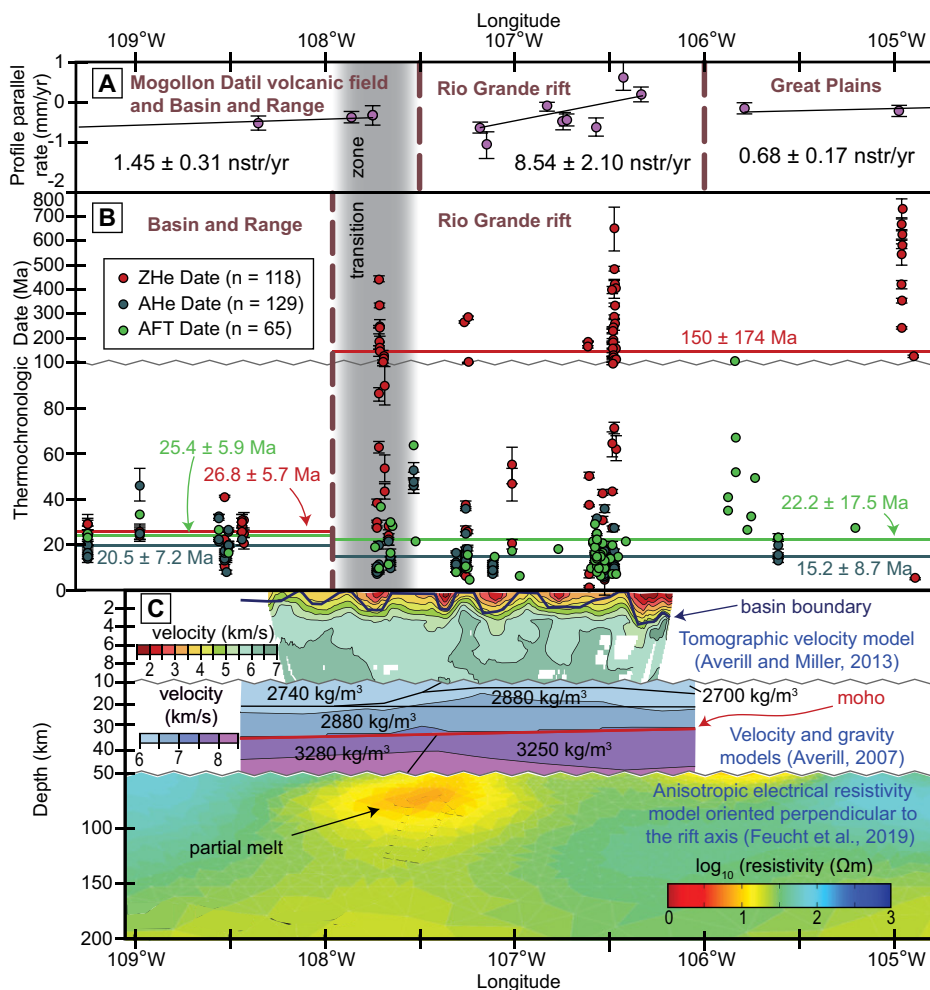 Longitude
109°W 108°W 107°W 106°W 105°W
A
Mogollon Datil volcanic field
and Basin and Range
Rio Grande rift
Great Plains
Profile parallel
rate (mm/yr)
1
0
-1
-2
1.45 ± 0.31 nstr/yr
8.54 ± 2.10 nstr/yr
0.68 ± 0.17 nstr/yr
transition zone
B
Basin and Range
Rio Grande rift
Thermochronologic Date (Ma)
800
700
600
500
400
300
200
100
80
60
40
20
0
ZHe Date (n = 118)
AHe Date (n = 129)
AFT Date (n = 65)
150 ± 174 Ma
25.4 ± 5.9 Ma
26.8 ± 5.7 Ma
20.5 ± 7.2 Ma
22.2 ± 17.5 Ma
15.2 ± 8.7 Ma
C
basin boundary
Tomographic velocity model
(Averill and Miller, 2013)
velocity (km/s)
2 3 4 5 6 7
velocity
(km/s)
6 7 8
2740 kg/m³
2880 kg/m³
2700 kg/m³
2880 kg/m³
moho
3280 kg/m³
3250 kg/m³
Velocity and gravity
models (Averill, 2007)
Anisotropic electrical resistivity
model oriented perpendicular to
the rift axis (Feucht et al., 2019)
partial melt
log₁₀ (resistivity (Ωm)
0 1 2 3
Depth (km)
2
4
6
8
10
20
30
40
50
100
150
200
109°W 108°W 107°W 106°W 105°W
Longitude